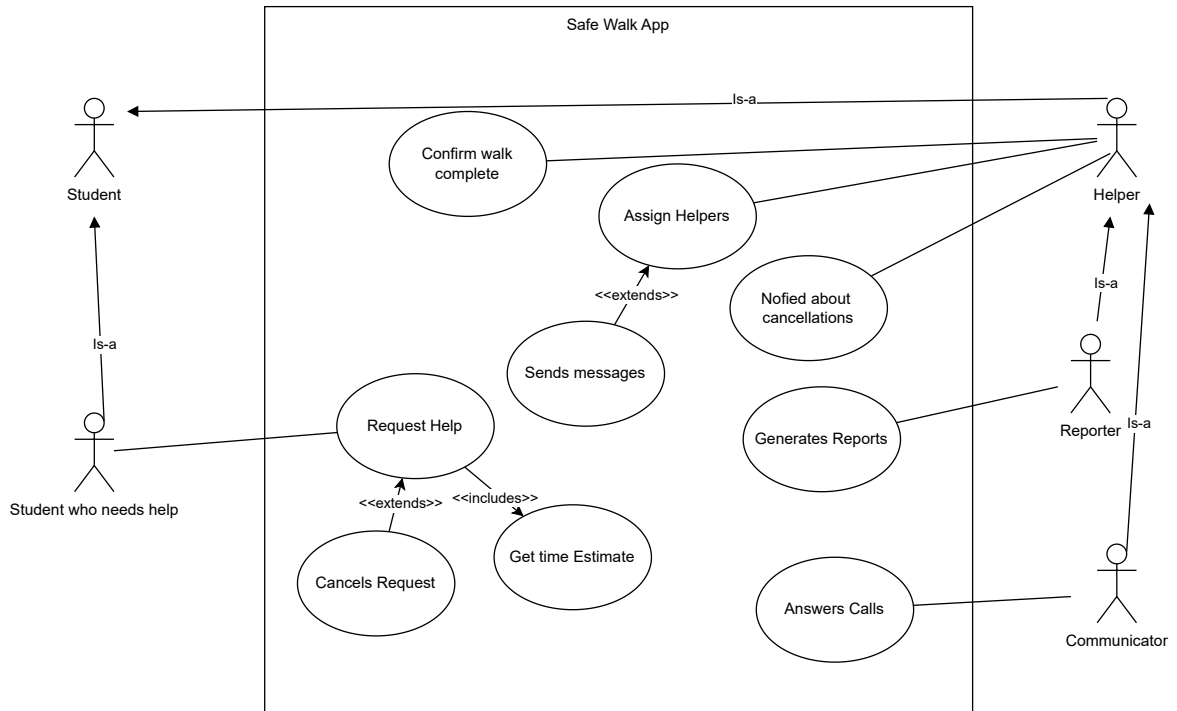 Safe Walk App
Is-a
Confirm walk
complete
Student
Helper
Assign Helpers
<<extends>>
Is-a
Nofied about
cancellations
Is-a
Sends messages
Request Help
Generates Reports
Reporter
Is-a
<<extends>>
<<includes>>
Student who needs help
Get time Estimate
Cancels Request
Answers Calls
Communicator